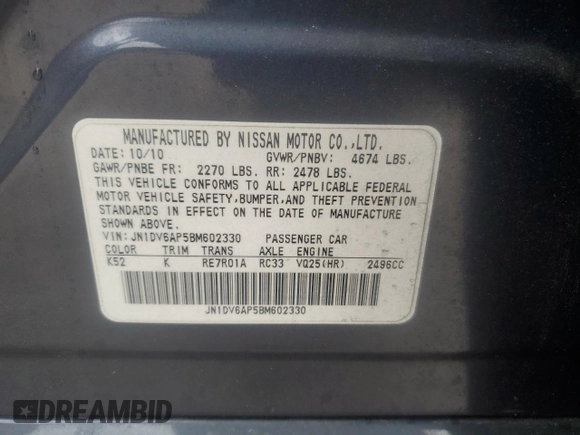 MANUFACTURED BY NISSAN MOTOR CO.,LTD.
DATE: 10/10 GVWR/PNBV: 4674 LBS.
GAWR/PNBE FR: 2270 LBS. RR: 2478 LBS.
THIS VEHICLE CONFORMS TO ALL APPLICABLE FEDERAL
MOTOR VEHICLE SAFETY,BUMPER,AND THEFT PREVENTION
STANDARDS IN EFFECT ON THE DATE OF MANUFACTURE
SHOWN ABOVE.
VIN: JN1DV6AP5BM602330 PASSENGER CAR
COLOR TRIM TRANS AXLE ENGINE
K52 K RE7R01A RC33 VQ25(HR) 2496CC
JN1DV6AP5BM602330
DREAMBID